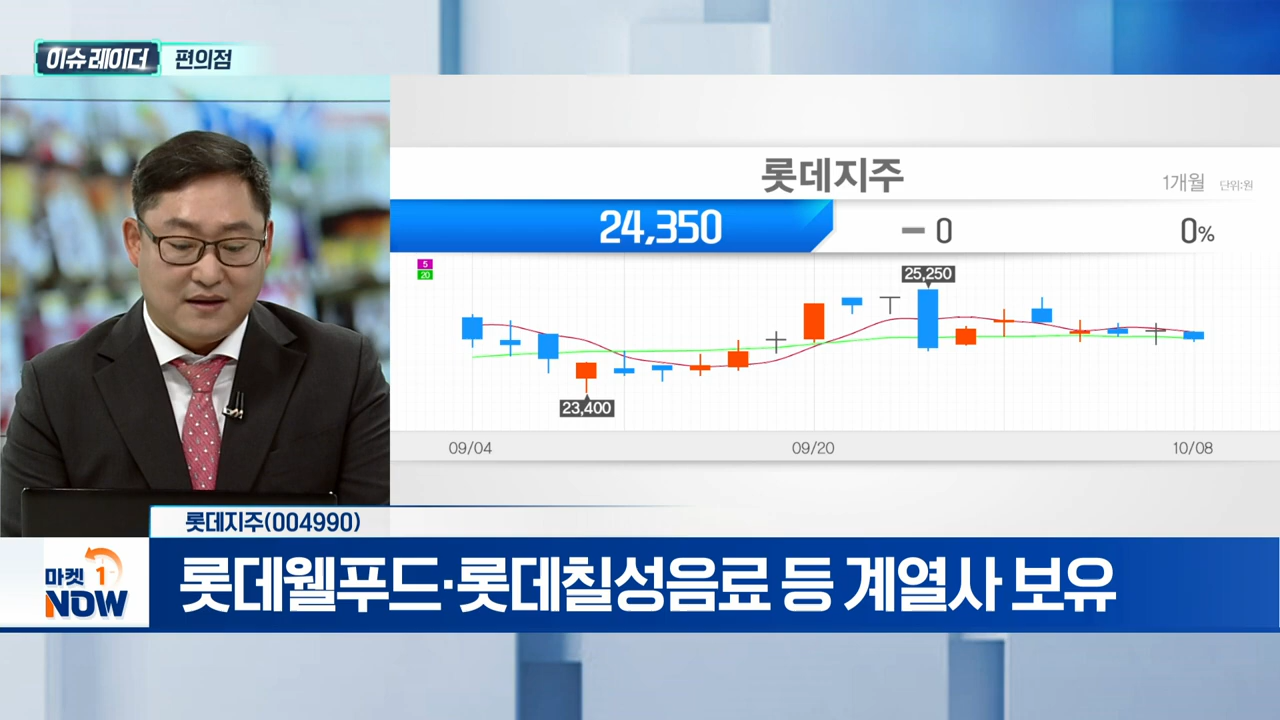 이슈레이더 편의점
롯데지주
1개월 단위:원
24,350 0 0%
5
20
25,250
23,400
09/04 09/20 10/08
롯데지주(004990)
마켓 1
NOW
롯데웰푸드·롯데칠성음료 등 계열사 보유